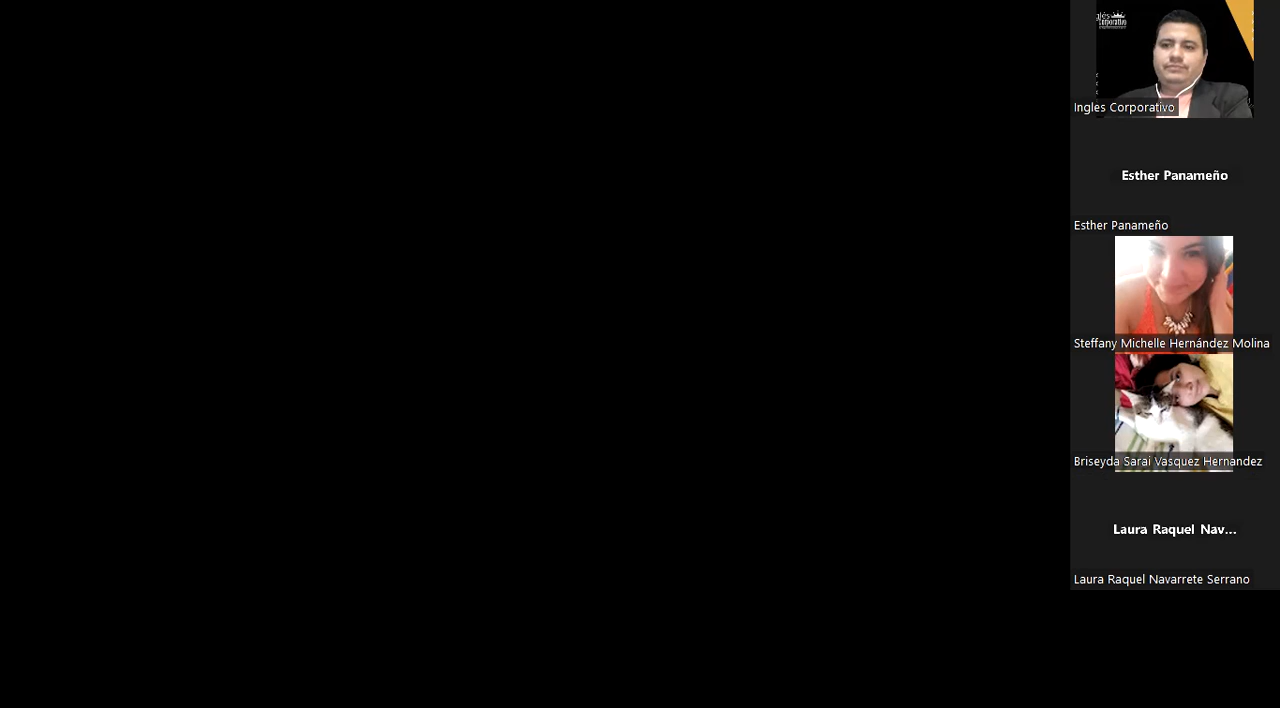 Corporativo
Ingles Corporativo
Esther Panameño
Esther Panameño
Steffany Michelle Hernández Molina
Briseyda Sarai Vasquez Hernandez
Laura Raquel Nav...
Laura Raquel Navarrete Serrano